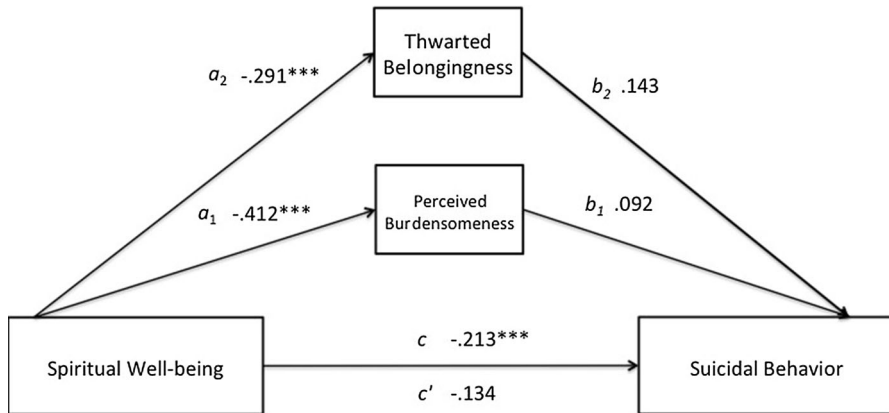 Thwarted
Belongingness
a2 -.291***
b2 .143
Perceived
Burdensomeness
a1 -.412***
b1 .092
c -.213***
Spiritual Well-being
Suicidal Behavior
c' -.134